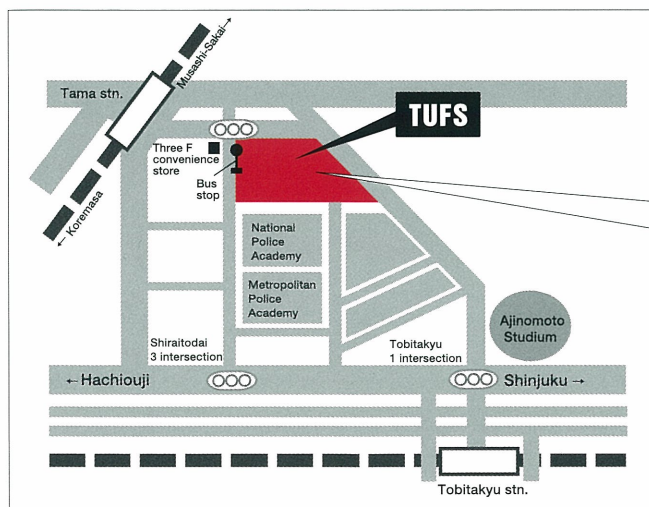 Musashi-Sakai→
Tama stn.
TUFS
Three F
convenience
store
Bus
stop
← Koremasa
National
Police
Academy
Metropolitan
Police
Academy
Ajinomoto
Studium
Shiraitodai
3 intersection
Tobitakyu
1 intersection
←Hachiouji
Shinjuku→
Tobitakyu stn.